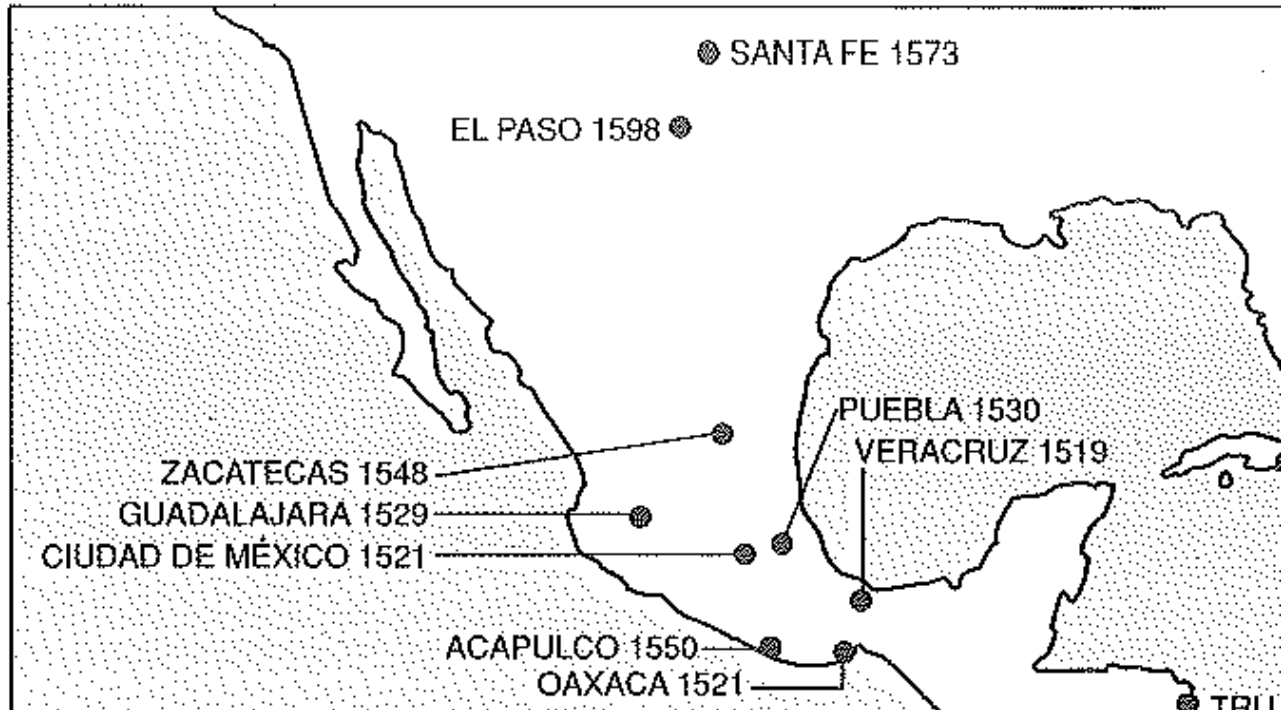 SANTA FE 1573
EL PASO 1598
PUEBLA 1530
VERACRUZ 1519
ZACATECAS 1548
GUADALAJARA 1529
CIUDAD DE MÉXICO 1521
ACAPULCO 1550
OAXACA 1521